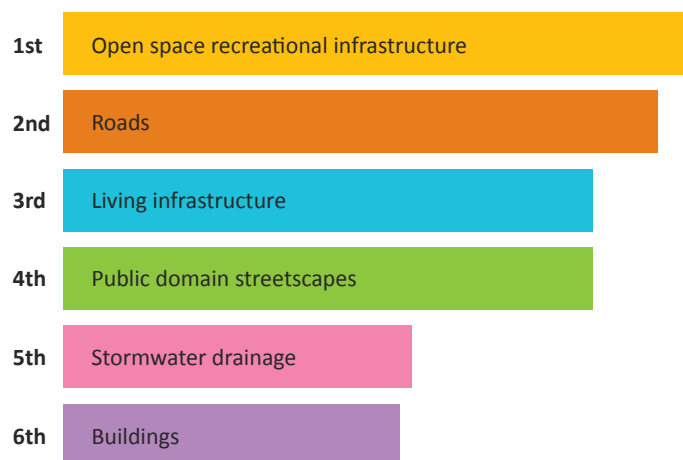 1st Open space recreational infrastructure
2nd Roads
3rd Living infrastructure
4th Public domain streetscapes
5th Stormwater drainage
6th Buildings